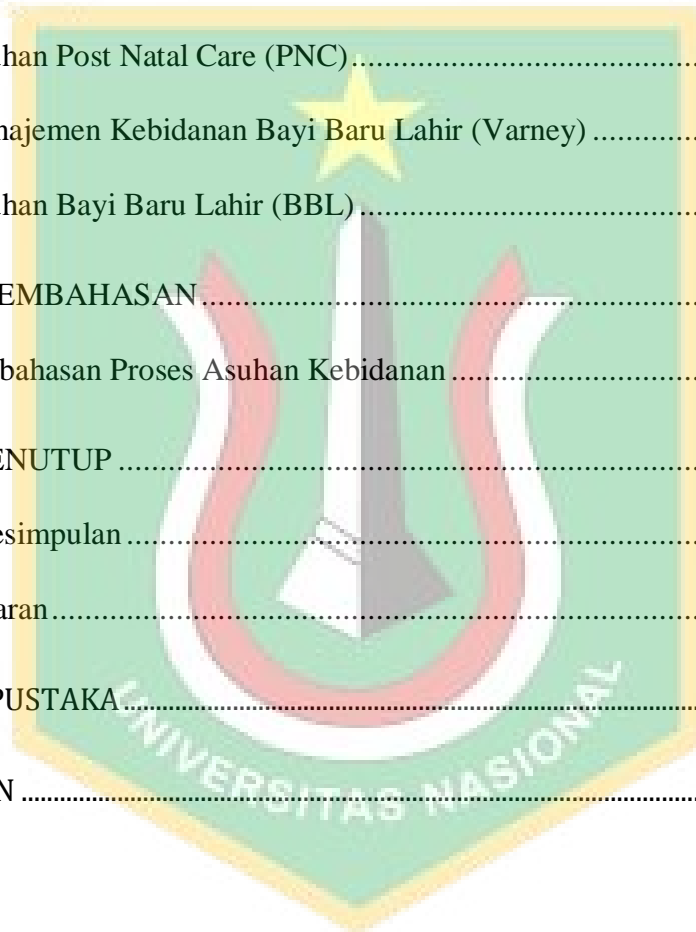 han Post Natal Care (PNC)........................................
najemen Kebidanan Bayi Baru Lahir (Varney) ............
han Bayi Baru Lahir (BBL)........................................
PEMBAHASAN............................................................
bahasan Proses Asuhan Kebidanan ............................
ENUTUP ......................................................................
esimpulan.....................................................................
aran...............................................................................
PUSTAKA....................................................................
N ..................................................................................
UNIVERSITAS NASIONAL